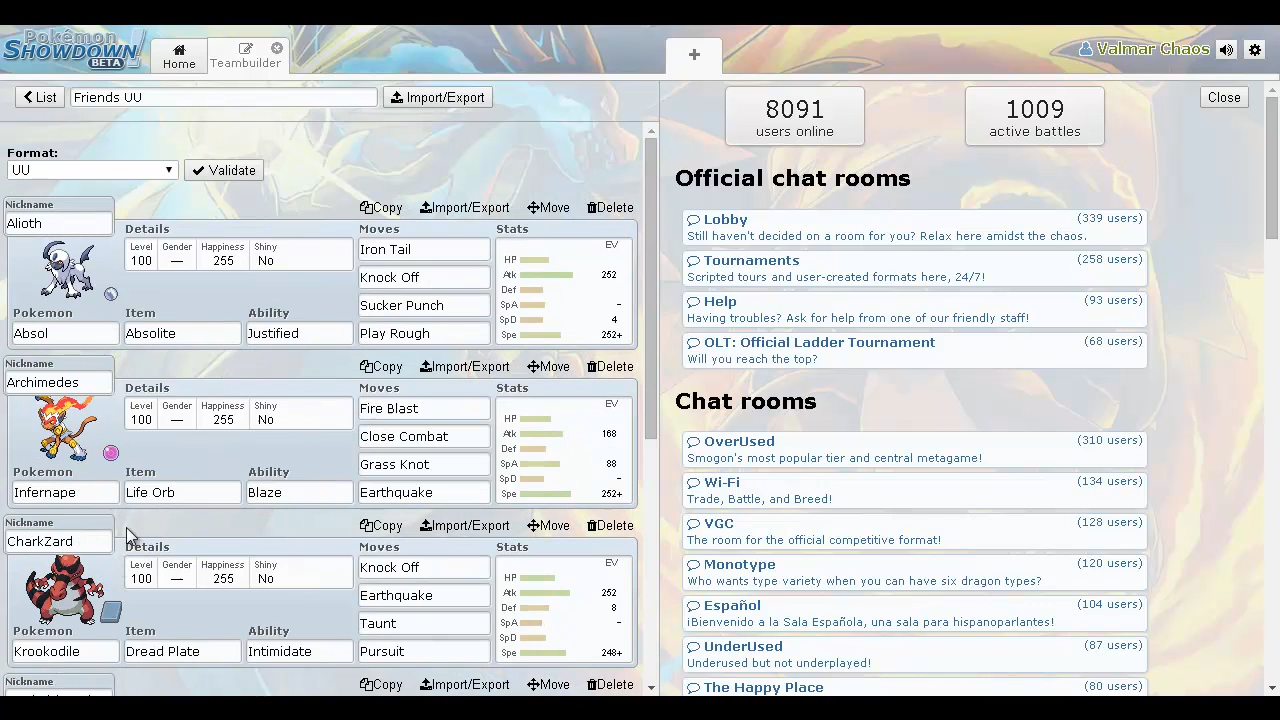 Pokémon
SHOWDOWN!
BETA
Home
Teambuilder
+
Valmar Chaos
List
Friends UU
Import/Export
Format:
UU
Validate
Nickname
Alioth
Copy Import/Export Move Delete
Details
Moves
Stats
Level Gender Happiness Shiny
100 — 255 No
Iron Tail
Knock Off
Sucker Punch
Play Rough
EV
HP
Atk 252
Def
SpA –
SpD 4
Spe 252+
Pokemon Item Ability
Absol Absolite Justified
Nickname
Archimedes
Copy Import/Export Move Delete
Details
Moves
Stats
Level Gender Happiness Shiny
100 — 255 No
Fire Blast
Close Combat
Grass Knot
Earthquake
EV
HP
Atk 168
Def
SpA 88
SpD –
Spe 252+
Pokemon Item Ability
Infernape Life Orb Blaze
Nickname
CharkZard
Copy Import/Export Move Delete
Details
Moves
Stats
Level Gender Happiness Shiny
100 — 255 No
Knock Off
Earthquake
Taunt
Pursuit
EV
HP
Atk 252
Def 8
SpA –
SpD
Spe 248+
Pokemon Item Ability
Krookodile Dread Plate Intimidate
Nickname
Copy Import/Export Move Delete
8091
users online
1009
active battles
Close
Official chat rooms
Lobby (339 users)
Still haven't decided on a room for you? Relax here amidst the chaos.
Tournaments (258 users)
Scripted tours and user-created formats here, 24/7!
Help (93 users)
Having troubles? Ask for help from one of our friendly staff!
OLT: Official Ladder Tournament (68 users)
Will you reach the top?
Chat rooms
OverUsed (310 users)
Smogon's most popular tier and central metagame!
Wi-Fi (134 users)
Trade, Battle, and Breed!
VGC (128 users)
The room for the official competitive format!
Monotype (120 users)
Who wants type variety when you can have six dragon types?
Español (104 users)
¡Bienvenido a la Sala Española, una sala para hispanoparlantes!
UnderUsed (87 users)
Underused but not underplayed!
The Happy Place (80 users)